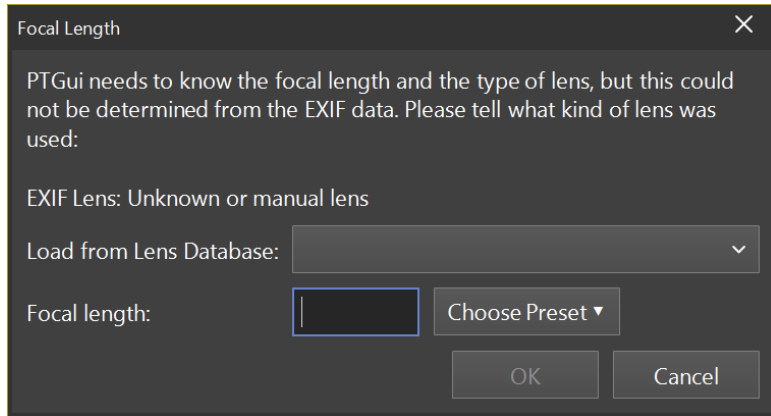 Focal Length
PTGui needs to know the focal length and the type of lens, but this could
not be determined from the EXIF data. Please tell what kind of lens was
used:
EXIF Lens: Unknown or manual lens
Load from Lens Database:
Focal length: Choose Preset
OK Cancel